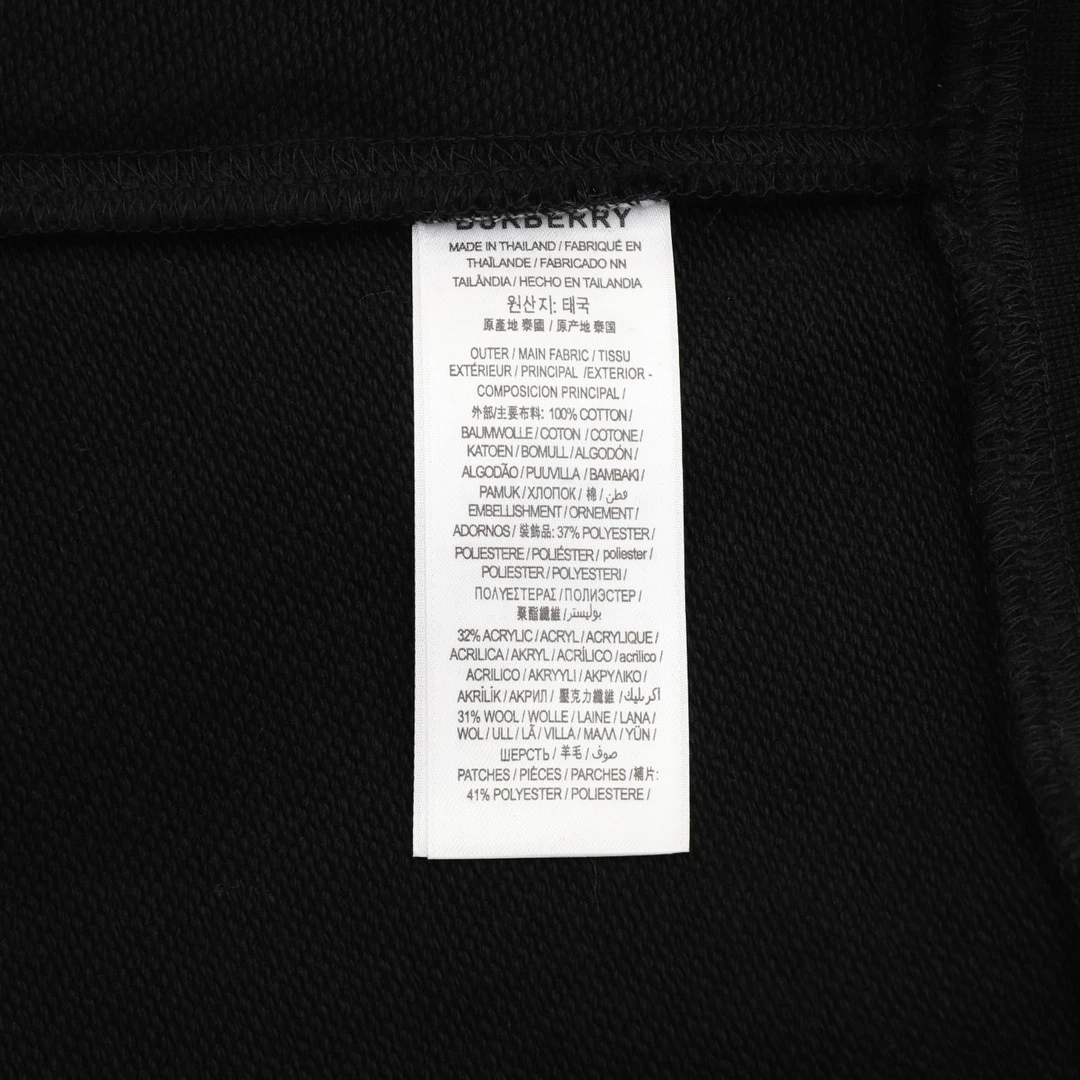 BURBERRY
MADE IN THAILAND / FABRIQUÉ EN
THAÏLANDE / FABRICADO NN
TAILÂNDIA / HECHO EN TAILANDIA
원산지: 태국
原產地 泰國 / 原产地 泰国
OUTER / MAIN FABRIC / TISSU
EXTÉRIEUR / PRINCIPAL /EXTERIOR -
COMPOSICION PRINCIPAL /
外部/主要布料: 100% COTTON /
BAUMWOLLE / COTON / COTONE /
KATOEN / BOMULL / ALGODÓN /
ALGODÃO / PUUVILLA / BAMBAKI /
PAMUK / ХЛОПОК / 棉 / قطن
EMBELLISHMENT / ORNEMENT /
ADORNOS / 裝飾品: 37% POLYESTER /
POLIESTERE / POLIÉSTER / poliester /
POLIESTER / POLYESTERI /
ΠΟΛΥΕΣΤΕΡΑΣ / ПОЛИЭСТЕР /
聚酯纖維 / بوليستر
32% ACRYLIC / ACRYL / ACRYLIQUE /
ACRILICA / AKRYL / ACRÍLICO / acrilico /
ACRILICO / AKRYYLI / ΑΚΡΥΛΙΚΟ /
AKRİLİK / АКРИЛ / 壓克力纖維 / اكريليك
31% WOOL / WOLLE / LAINE / LANA /
WOL / ULL / LÃ / VILLA / ΜΑΛΛ / YÜN /
ШЕРСТЬ / 羊毛 / صوف
PATCHES / PIÈCES / PARCHES / 補片:
41% POLYESTER / POLIESTERE /